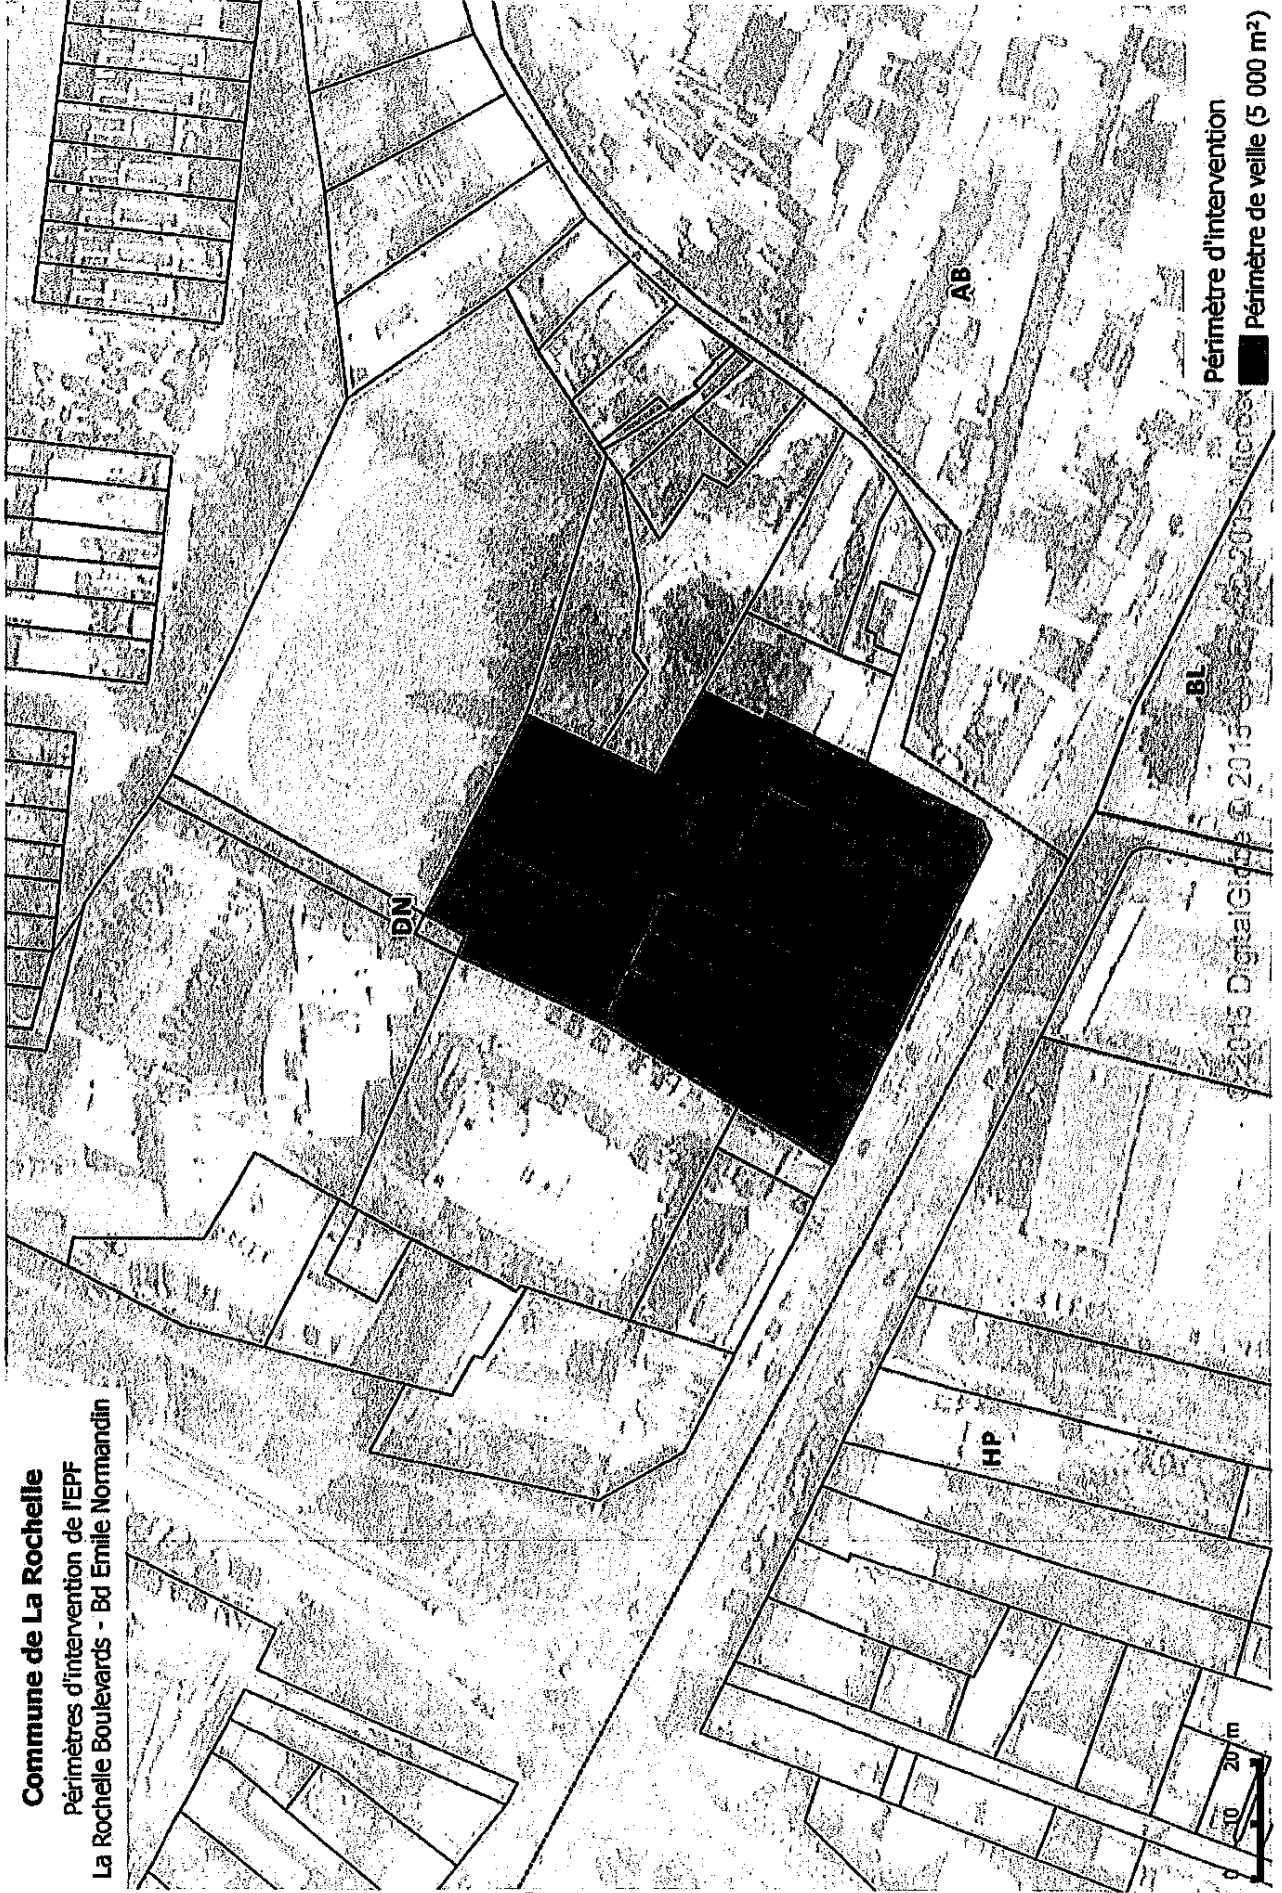 Commune de La Rochelle
Périmètres d'intervention de l'EPF
La Rochelle Boulevards - Bd Emile Normandin
DN
AB
BL
HP
Périmètre d'intervention
Périmètre de veille (5 000 m²)
0 10 20 m
© 2015 DigitalGlobe © 2015